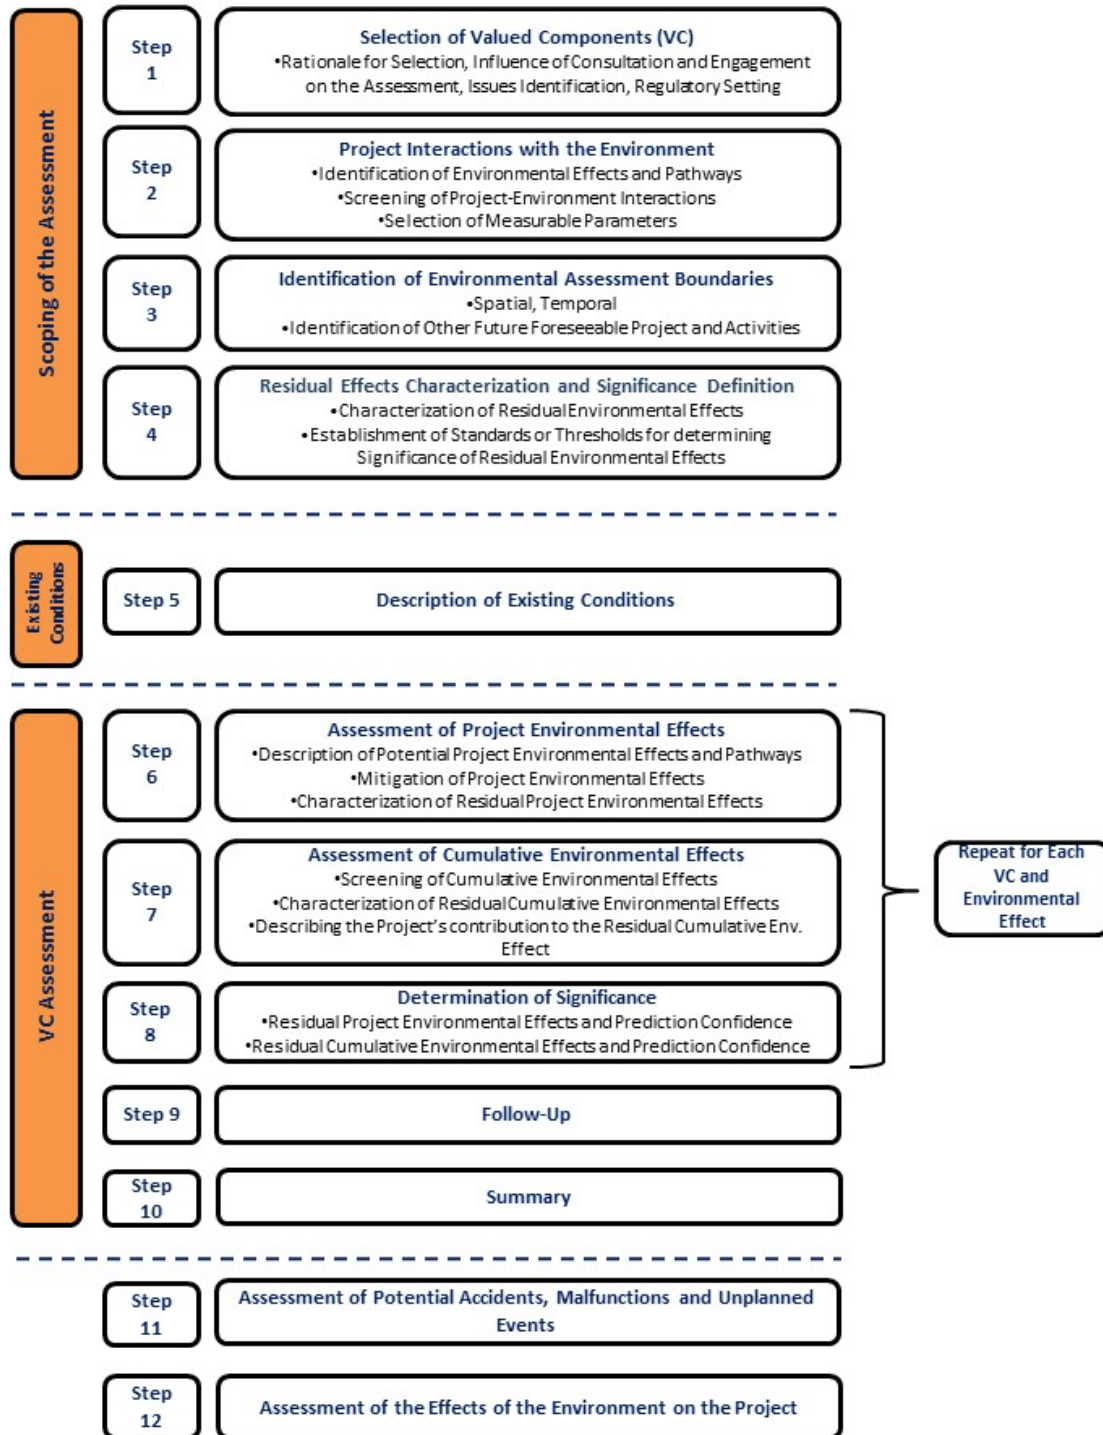 Scoping of the Assessment
Step
1
Selection of Valued Components (VC)
•Rationale for Selection, Influence of Consultation and Engagement
on the Assessment, Issues Identification, Regulatory Setting
Step
2
Project Interactions with the Environment
•Identification of Environmental Effects and Pathways
•Screening of Project-Environment Interactions
•Selection of Measurable Parameters
Step
3
Identification of Environmental Assessment Boundaries
•Spatial, Temporal
•Identification of Other Future Foreseeable Project and Activities
Step
4
Residual Effects Characterization and Significance Definition
•Characterization of Residual Environmental Effects
•Establishment of Standards or Thresholds for determining
Significance of Residual Environmental Effects
Existing
Conditions
Step 5
Description of Existing Conditions
VC Assessment
Step
6
Assessment of Project Environmental Effects
•Description of Potential Project Environmental Effects and Pathways
•Mitigation of Project Environmental Effects
•Characterization of Residual Project Environmental Effects
Step
7
Assessment of Cumulative Environmental Effects
•Screening of Cumulative Environmental Effects
•Characterization of Residual Cumulative Environmental Effects
•Describing the Project's contribution to the Residual Cumulative Env.
Effect
Repeat for Each
VC and
Environmental
Effect
Step
8
Determination of Significance
•Residual Project Environmental Effects and Prediction Confidence
•Residual Cumulative Environmental Effects and Prediction Confidence
Step 9
Follow-Up
Step
10
Summary
Step
11
Assessment of Potential Accidents, Malfunctions and Unplanned
Events
Step
12
Assessment of the Effects of the Environment on the Project